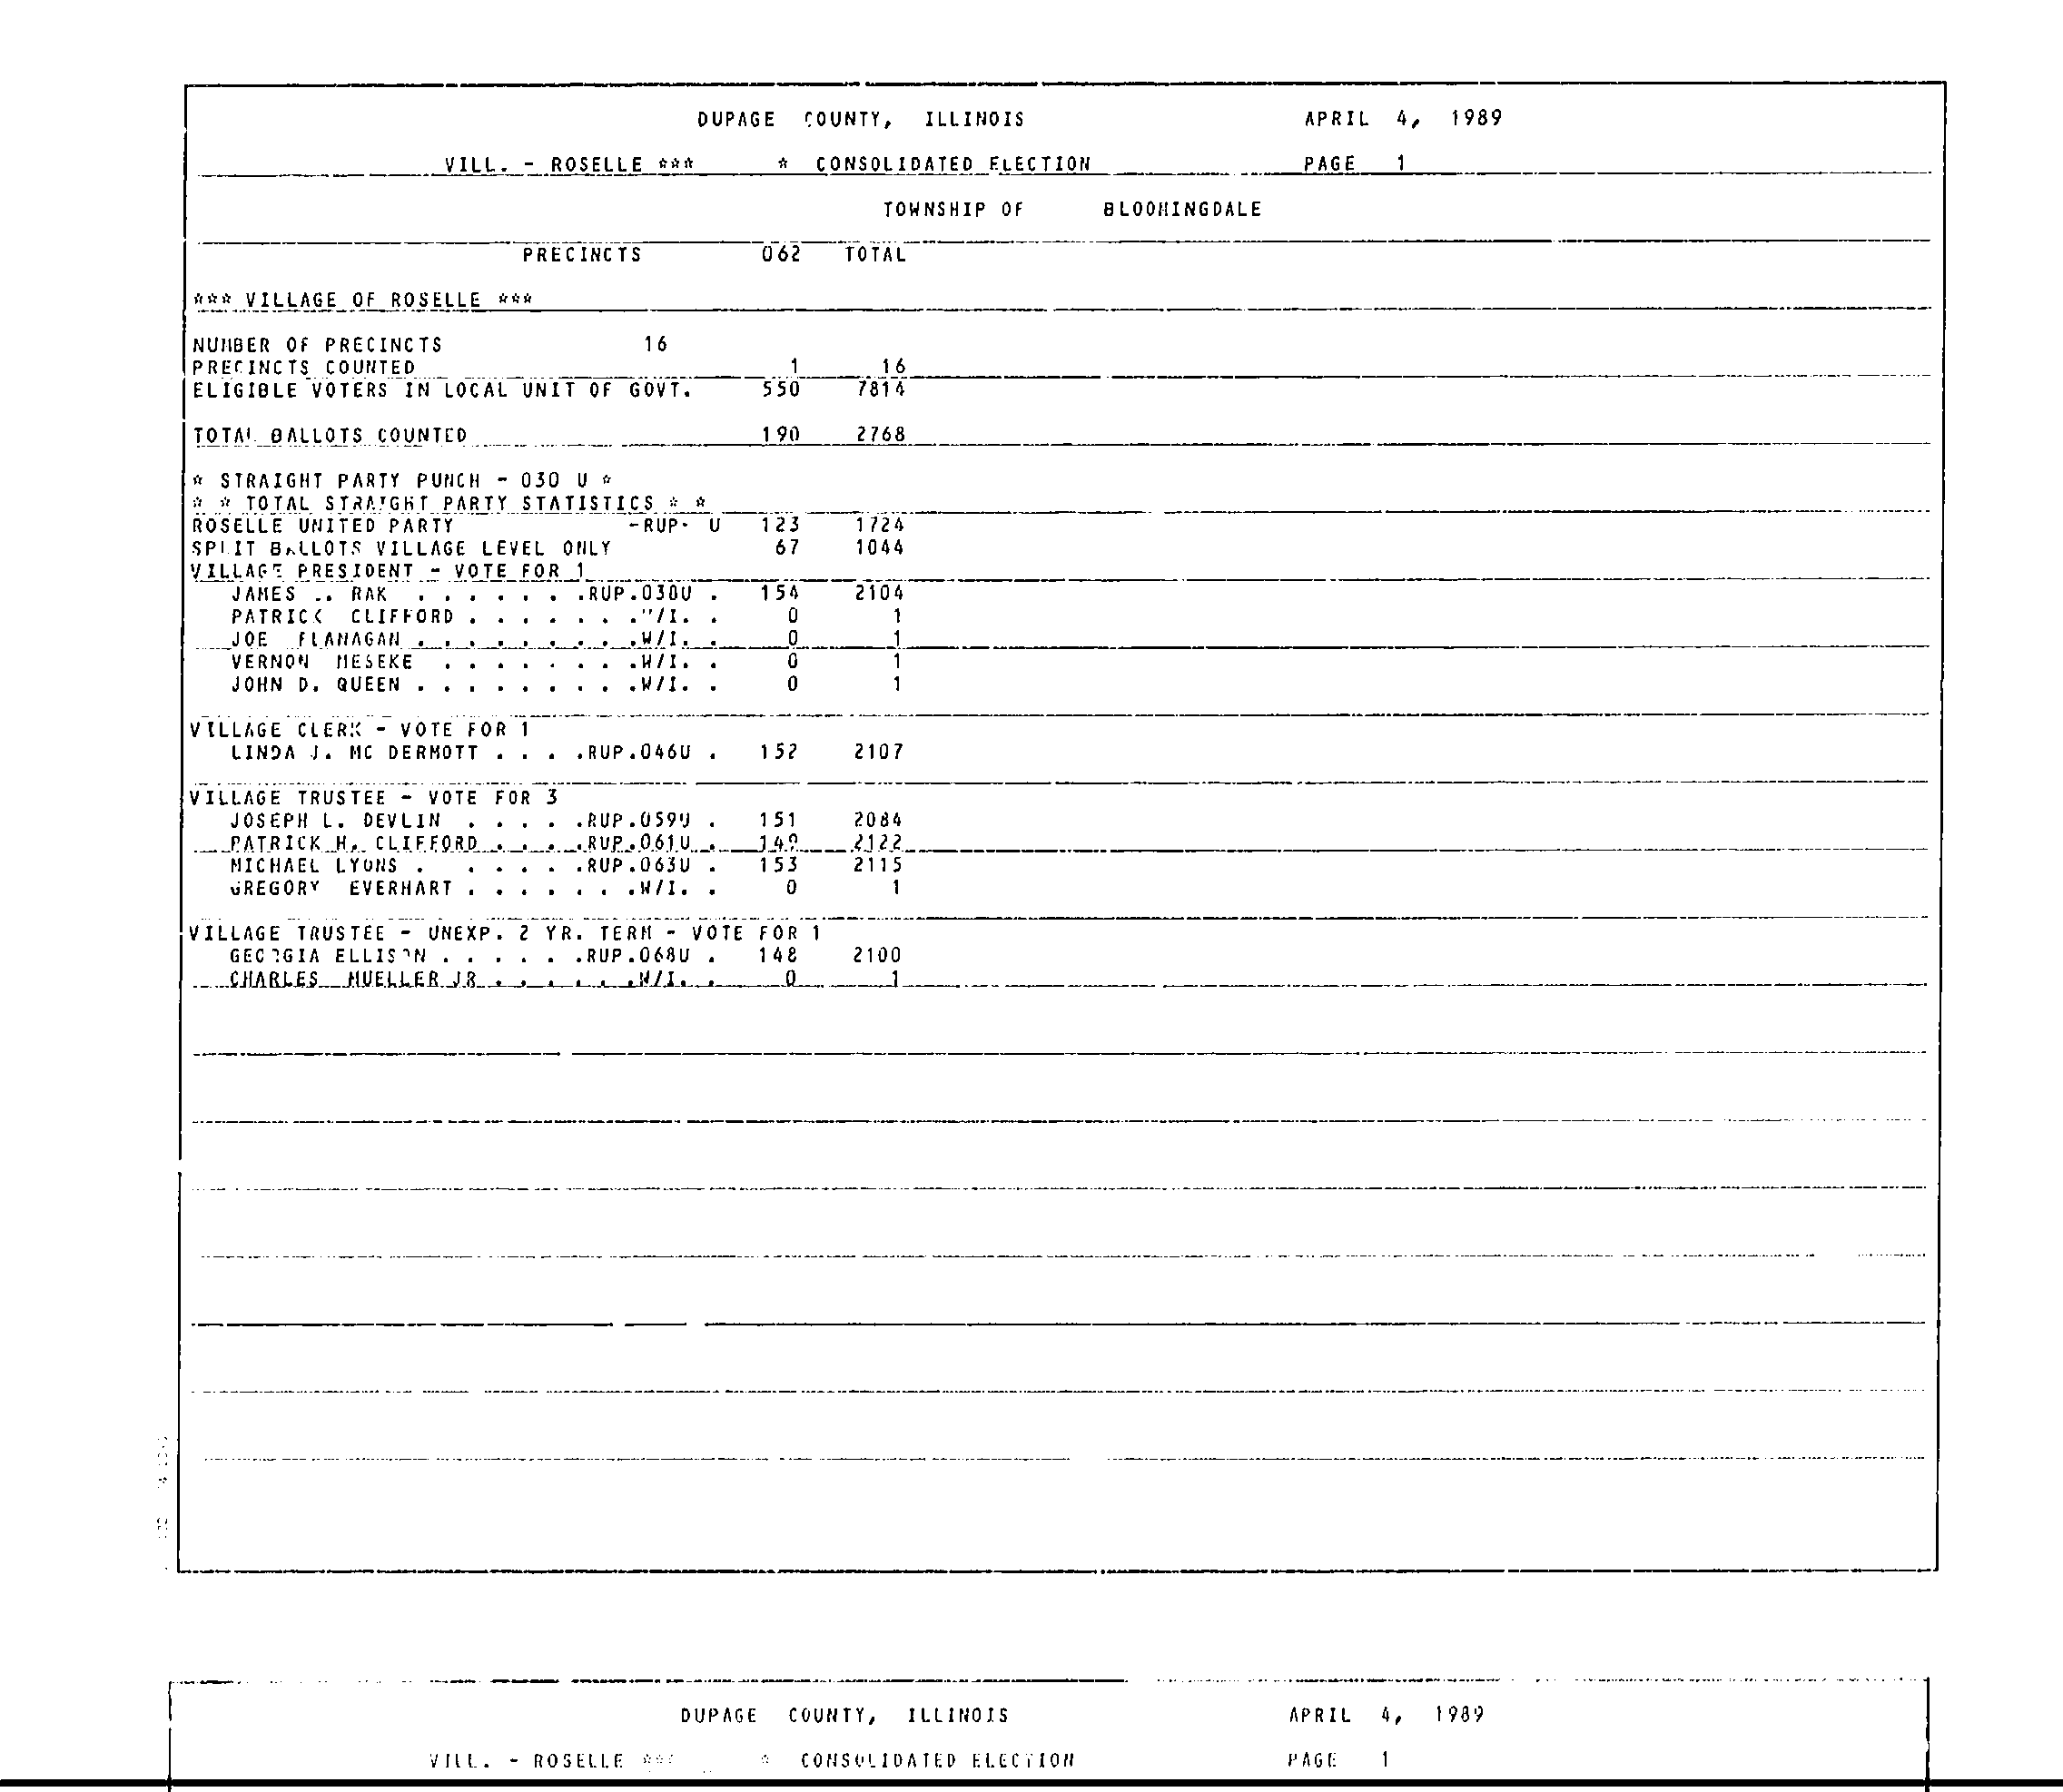 DUPAGE COUNTY, ILLINOIS APRIL 4, 1989
VILL. - ROSELLE *** * CONSOLIDATED ELECTION PAGE 1
TOWNSHIP OF BLOOMINGDALE
PRECINCTS 062 TOTAL
*** VILLAGE OF ROSELLE ***
NUMBER OF PRECINCTS 16
PRECINCTS COUNTED 1 16
ELIGIBLE VOTERS IN LOCAL UNIT OF GOVT. 550 7814
TOTAL BALLOTS COUNTED 190 2768
* STRAIGHT PARTY PUNCH - 030 U *
* * TOTAL STRAIGHT PARTY STATISTICS * *
ROSELLE UNITED PARTY -RUP- U 123 1724
SPLIT BALLOTS VILLAGE LEVEL ONLY 67 1044
VILLAGE PRESIDENT - VOTE FOR 1
JAMES RAK . . . . . . .RUP.030U . 154 2104
PATRICK CLIFFORD . . . . . . .W/I. . 0 1
JOE FLANAGAN . . . . . . . . .W/I. . 0 1
VERNON MESEKE . . . . . . . .W/I. . 0 1
JOHN D. QUEEN . . . . . . . . .W/I. . 0 1
VILLAGE CLERK - VOTE FOR 1
LINDA J. MC DERMOTT . . . .RUP.046U . 152 2107
VILLAGE TRUSTEE - VOTE FOR 3
JOSEPH L. DEVLIN . . . . .RUP.059U . 151 2084
PATRICK H. CLIFFORD . . . .RUP.061U . 149 2122
MICHAEL LYONS . . . . . .RUP.063U . 153 2115
GREGORY EVERHART . . . . . . .W/I. . 0 1
VILLAGE TRUSTEE - UNEXP. 2 YR. TERM - VOTE FOR 1
GEORGIA ELLISON . . . . . .RUP.068U . 148 2100
CHARLES MUELLER JR . . . . . .W/I. . 0 1
DUPAGE COUNTY, ILLINOIS APRIL 4, 1989
VILL. - ROSELLE *** * CONSOLIDATED ELECTION PAGE 1